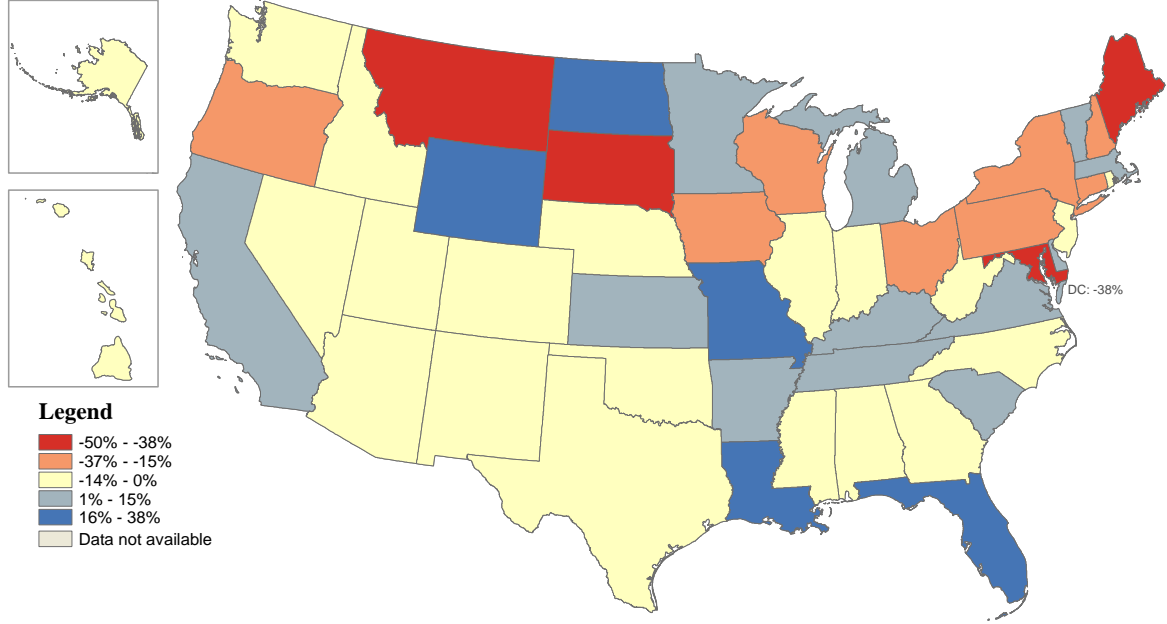 DC: -38%
Legend
-50% - -38%
-37% - -15%
-14% - 0%
1% - 15%
16% - 38%
Data not available